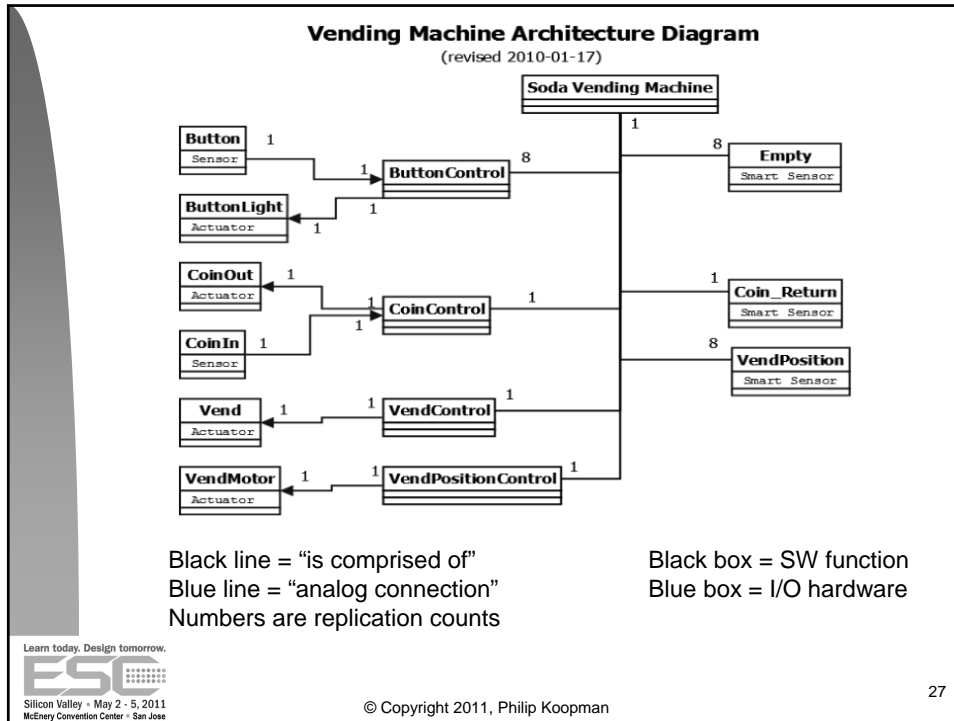 Vending Machine Architecture Diagram
(revised 2010-01-17)
Soda Vending Machine
1
Button
Sensor
1
1
ButtonControl
8
ButtonLight
Actuator
1
1
8
Empty
Smart Sensor
CoinOut
Actuator
1
1
CoinControl
1
1
CoinIn
Sensor
1
1
Coin_Return
Smart Sensor
8
VendPosition
Smart Sensor
Vend
Actuator
1
1
VendControl
1
VendMotor
Actuator
1
1
VendPositionControl
1
Black line = “is comprised of”
Blue line = “analog connection”
Numbers are replication counts
Black box = SW function
Blue box = I/O hardware
Learn today. Design tomorrow.
ESC
Silicon Valley • May 2 - 5, 2011
McEnery Convention Center • San Jose
© Copyright 2011, Philip Koopman
27